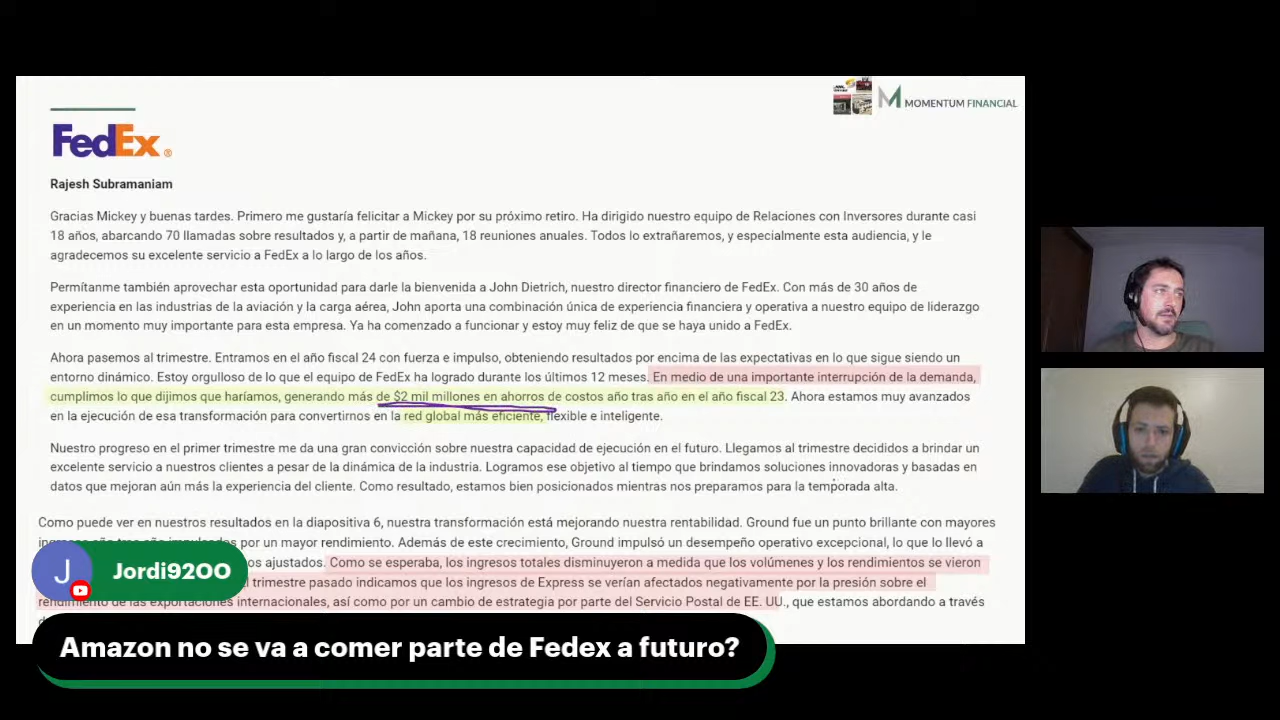 MOMENTUM FINANCIAL
FedEx®
Rajesh Subramaniam
Gracias Mickey y buenas tardes. Primero me gustaría felicitar a Mickey por su próximo retiro. Ha dirigido nuestro equipo de Relaciones con Inversores durante casi
18 años, abarcando 70 llamadas sobre resultados y, a partir de mañana, 18 reuniones anuales. Todos lo extrañaremos, y especialmente esta audiencia, y le
agradecemos su excelente servicio a FedEx a lo largo de los años.
Permítanme también aprovechar esta oportunidad para darle la bienvenida a John Dietrich, nuestro director financiero de FedEx. Con más de 30 años de
experiencia en las industrias de la aviación y la carga aérea, John aporta una combinación única de experiencia financiera y operativa a nuestro equipo de liderazgo
en un momento muy importante para esta empresa. Ya ha comenzado a funcionar y estoy muy feliz de que se haya unido a FedEx.
Ahora pasemos al trimestre. Entramos en el año fiscal 24 con fuerza e impulso, obteniendo resultados por encima de las expectativas en lo que sigue siendo un
entorno dinámico. Estoy orgulloso de lo que el equipo de FedEx ha logrado durante los últimos 12 meses. En medio de una importante interrupción de la demanda,
cumplimos lo que dijimos que haríamos, generando más de $2 mil millones en ahorros de costos año tras año en el año fiscal 23. Ahora estamos muy avanzados
en la ejecución de esa transformación para convertirnos en la red global más eficiente, flexible e inteligente.
Nuestro progreso en el primer trimestre me da una gran convicción sobre nuestra capacidad de ejecución en el futuro. Llegamos al trimestre decididos a brindar un
excelente servicio a nuestros clientes a pesar de la dinámica de la industria. Logramos ese objetivo al tiempo que brindamos soluciones innovadoras y basadas en
datos que mejoran aún más la experiencia del cliente. Como resultado, estamos bien posicionados mientras nos preparamos para la temporada alta.
Como puede ver en nuestros resultados en la diapositiva 6, nuestra transformación está mejorando nuestra rentabilidad. Ground fue un punto brillante con mayores
por un mayor rendimiento. Además de este crecimiento, Ground impulsó un desempeño operativo excepcional, lo que lo llevó a
os ajustados. Como se esperaba, los ingresos totales disminuyeron a medida que los volúmenes y los rendimientos se vieron
trimestre pasado indicamos que los ingresos de Express se verían afectados negativamente por la presión sobre el
rendimiento de las exportaciones internacionales, así como por un cambio de estrategia por parte del Servicio Postal de EE. UU., que estamos abordando a través
J
Jordi9200
Amazon no se va a comer parte de Fedex a futuro?